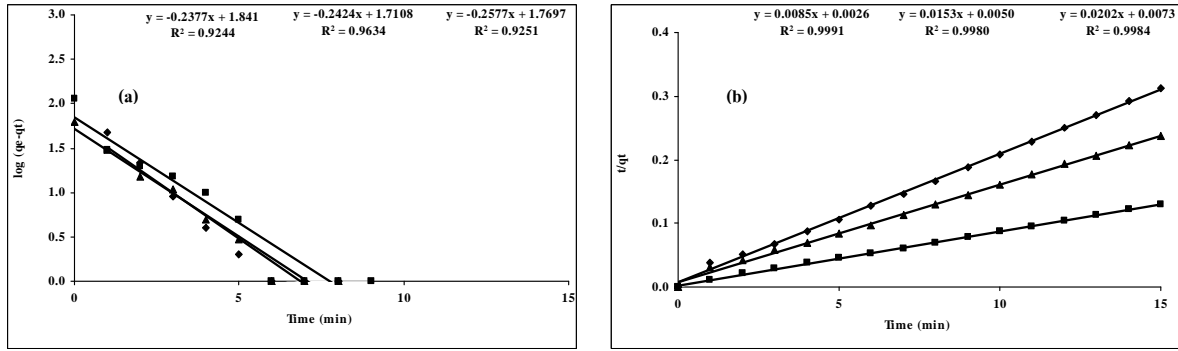 y = -0.2377x + 1.841 y = -0.2424x + 1.7108 y = -0.2577x + 1.7697
R² = 0.9244 R² = 0.9634 R² = 0.9251
3.0
2.5
2.0
1.5
1.0
0.5
0.0
log (qe-qt)
(a)
0 5 10 15
Time (min)
y = 0.0085x + 0.0026 y = 0.0153x + 0.0050 y = 0.0202x + 0.0073
R² = 0.9991 R² = 0.9980 R² = 0.9984
0.4
0.3
0.2
0.1
0.0
t/qt
(b)
0 5 10 15
Time (min)